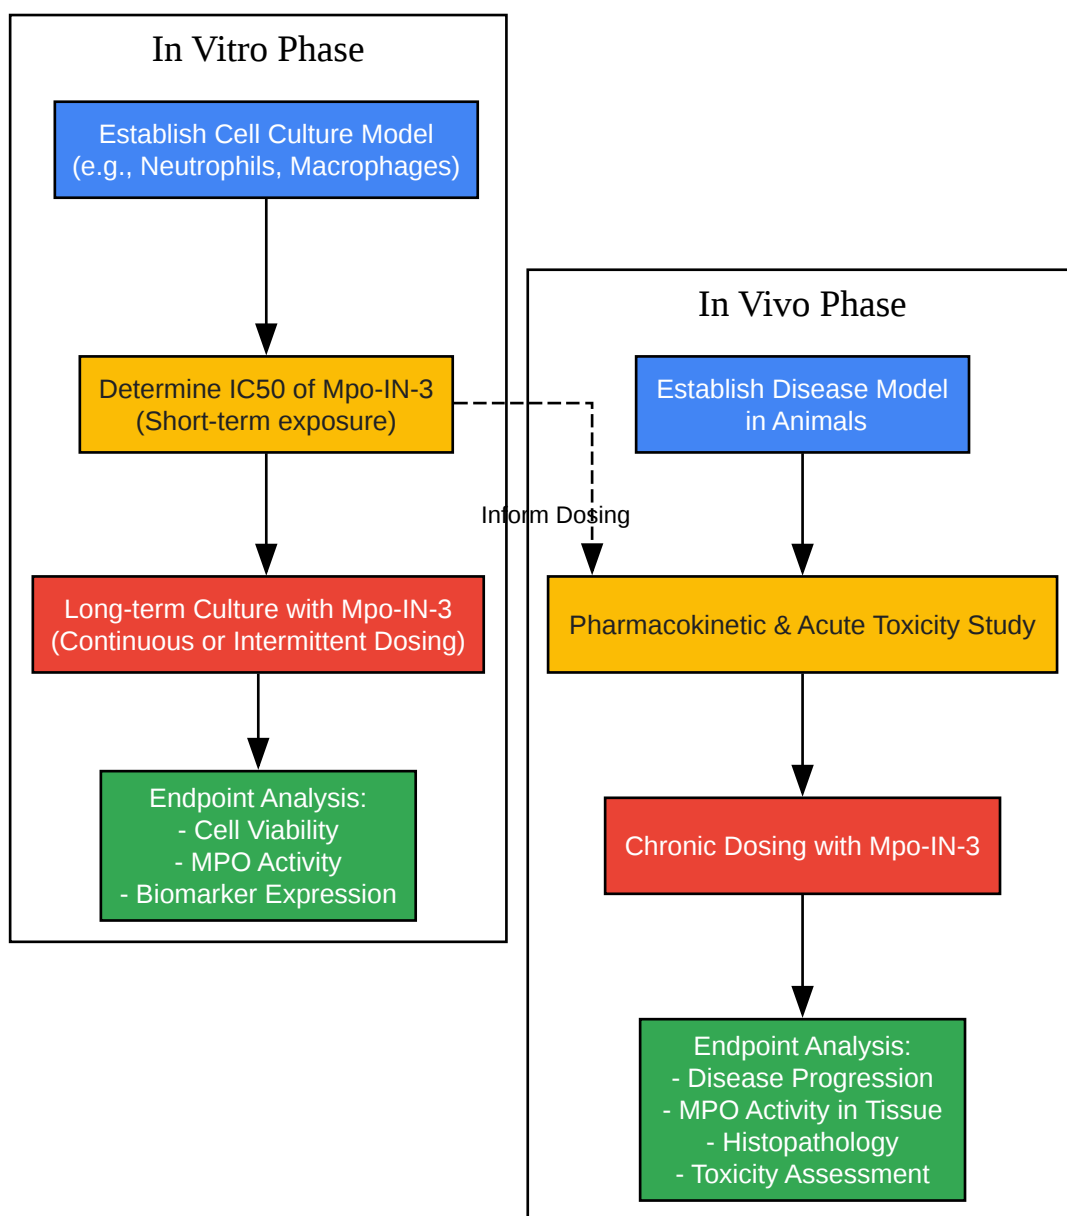 In Vitro Phase
Establish Cell Culture Model
(e.g., Neutrophils, Macrophages)
Determine IC50 of Mpo-IN-3
(Short-term exposure)
Long-term Culture with Mpo-IN-3
(Continuous or Intermittent Dosing)
Endpoint Analysis:
- Cell Viability
- MPO Activity
- Biomarker Expression
Inform Dosing
In Vivo Phase
Establish Disease Model
in Animals
Pharmacokinetic & Acute Toxicity Study
Chronic Dosing with Mpo-IN-3
Endpoint Analysis:
- Disease Progression
- MPO Activity in Tissue
- Histopathology
- Toxicity Assessment